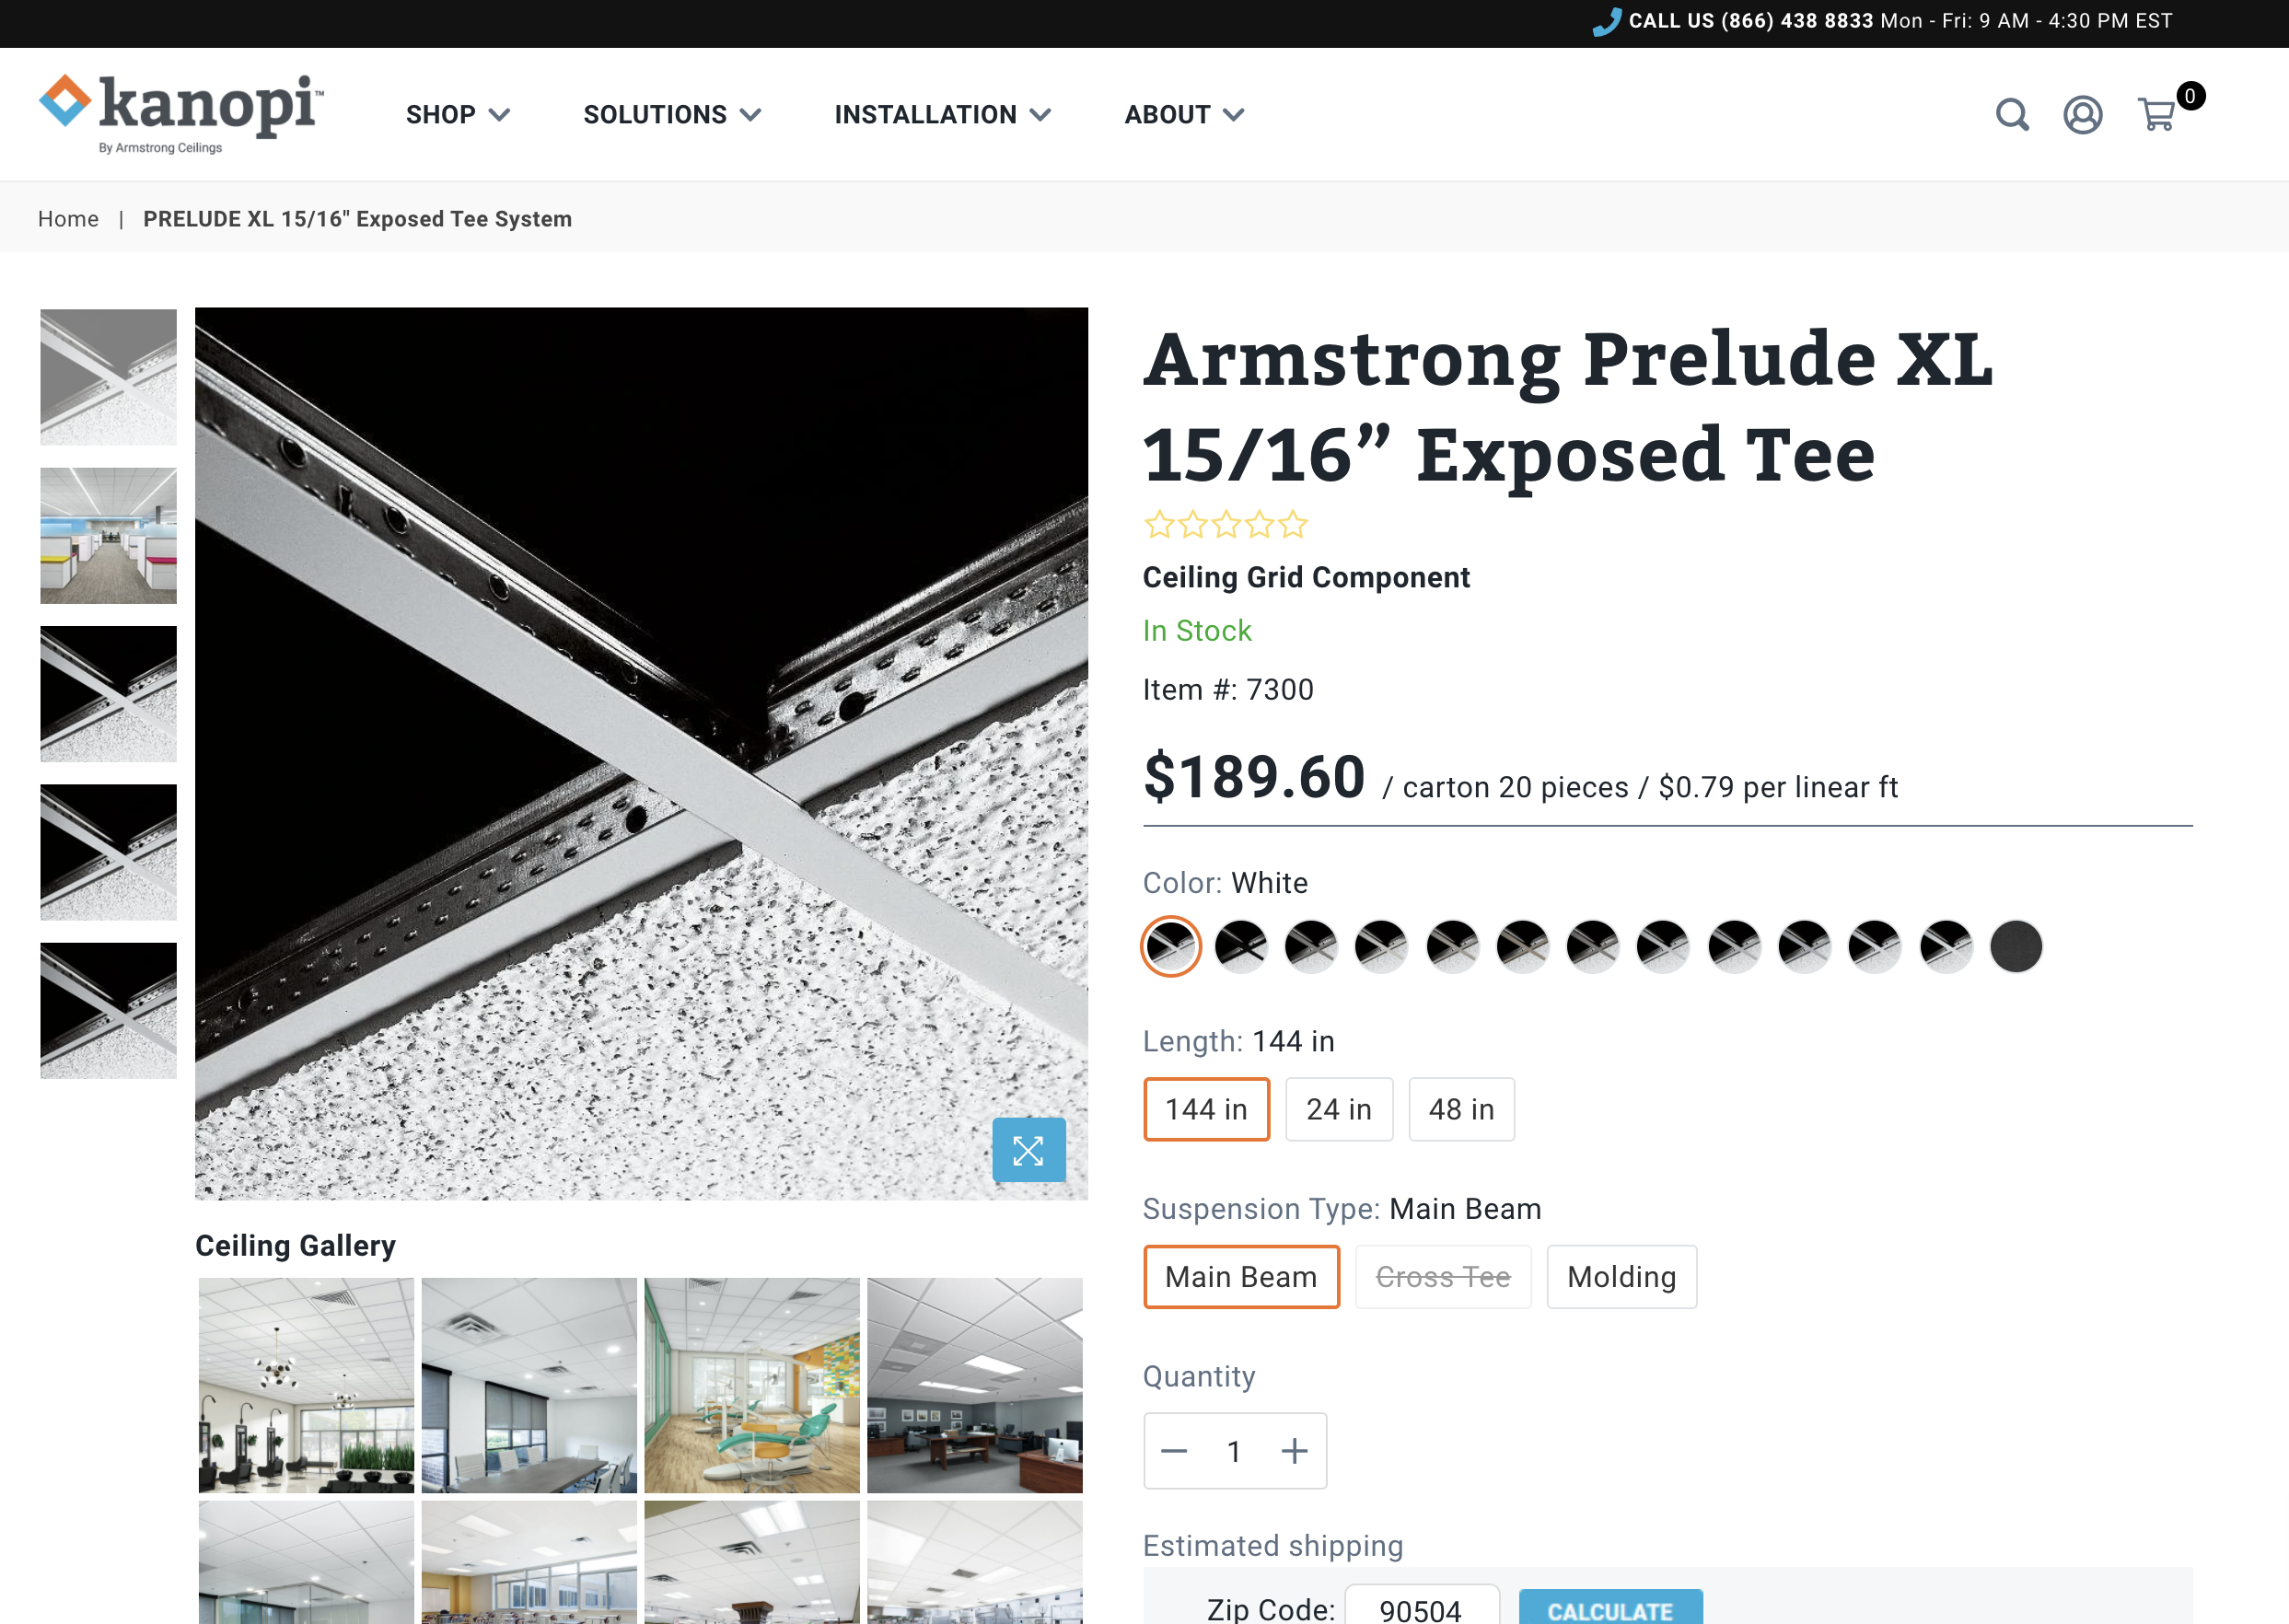 CALL US (866) 438 8833 Mon - Fri: 9 AM - 4:30 PM EST
kanopi™
By Armstrong Ceilings
SHOP
SOLUTIONS
INSTALLATION
ABOUT
0
Home | PRELUDE XL 15/16" Exposed Tee System
Armstrong Prelude XL
15/16” Exposed Tee
Ceiling Grid Component
In Stock
Item #: 7300
$189.60 / carton 20 pieces / $0.79 per linear ft
Color: White
Length: 144 in
144 in
24 in
48 in
Suspension Type: Main Beam
Main Beam
Cross Tee
Molding
Quantity
1
Estimated shipping
Zip Code: 90504 CALCULATE
Ceiling Gallery